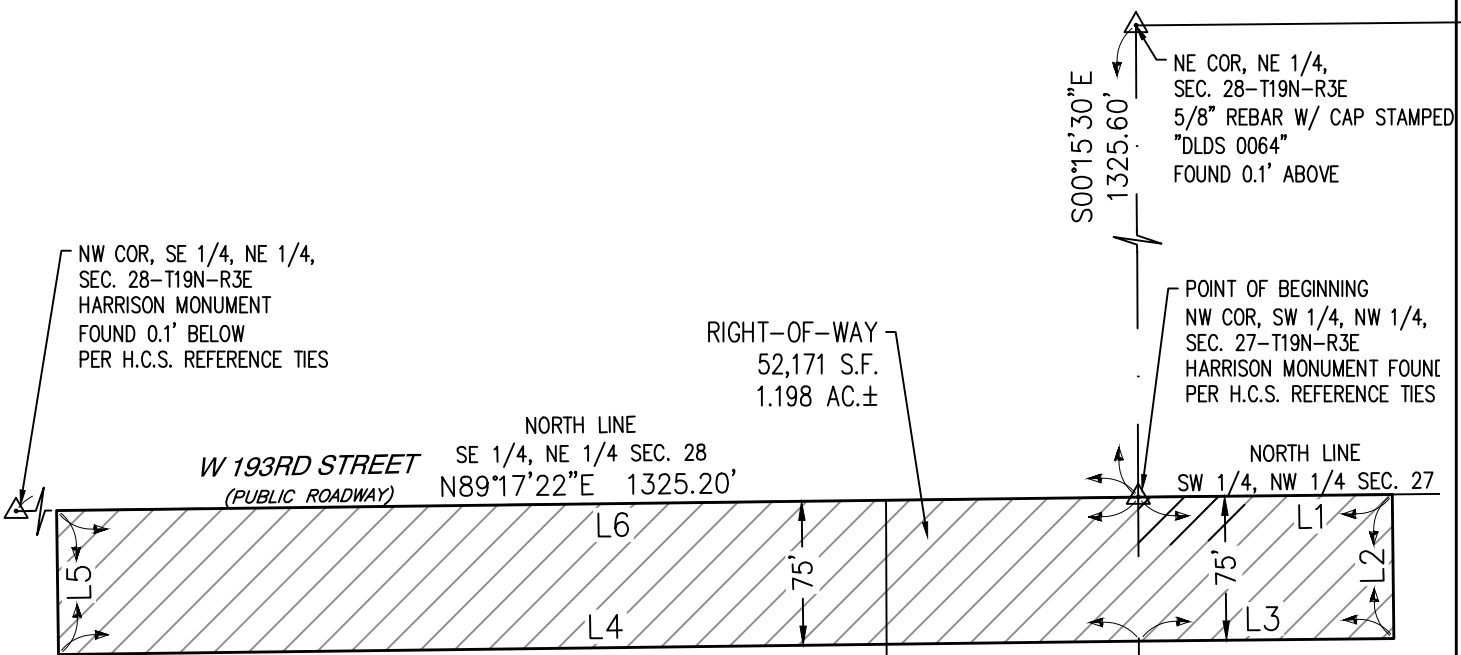 NE COR, NE 1/4,
SEC. 28-T19N-R3E
5/8" REBAR W/ CAP STAMPED
"DLDS 0064"
FOUND 0.1' ABOVE
S00°15'30"E
1325.60'
NW COR, SE 1/4, NE 1/4,
SEC. 28-T19N-R3E
HARRISON MONUMENT
FOUND 0.1' BELOW
PER H.C.S. REFERENCE TIES
RIGHT-OF-WAY
52,171 S.F.
1.198 AC.±
POINT OF BEGINNING
NW COR, SW 1/4, NW 1/4,
SEC. 27-T19N-R3E
HARRISON MONUMENT FOUND
PER H.C.S. REFERENCE TIES
W 193RD STREET
(PUBLIC ROADWAY)
NORTH LINE
SE 1/4, NE 1/4 SEC. 28
N89°17'22"E 1325.20'
NORTH LINE
SW 1/4, NW 1/4 SEC. 27
L6
L1
L5
75'
75'
L2
L4
L3